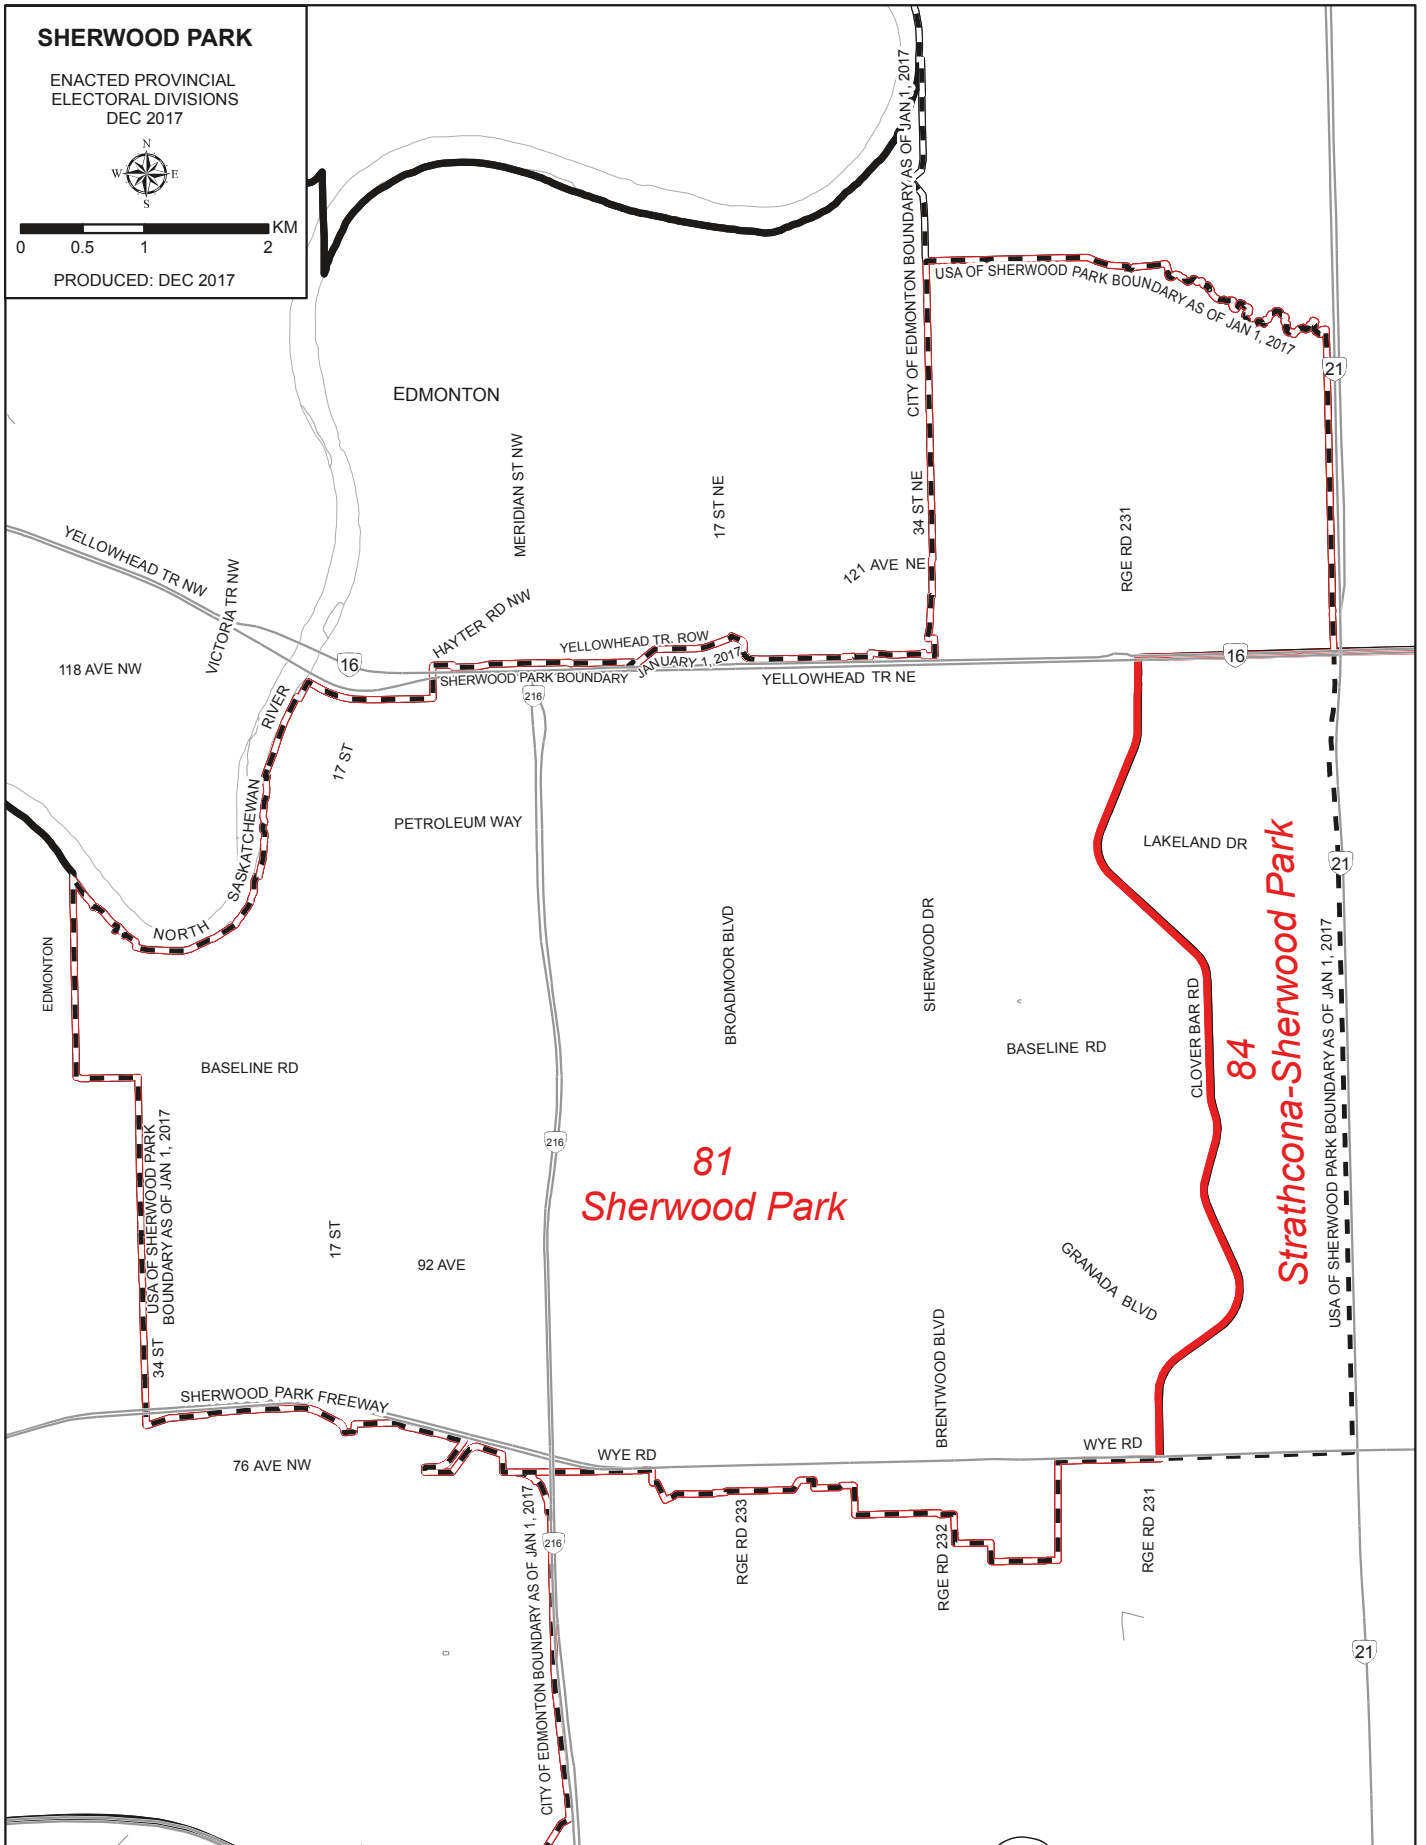 SHERWOOD PARK
ENACTED PROVINCIAL
ELECTORAL DIVISIONS
DEC 2017
N
W
E
S
KM
0
0.5
1
2
PRODUCED: DEC 2017
CITY OF EDMONTON BOUNDARY AS OF JAN 1, 2017
USA OF SHERWOOD PARK BOUNDARY AS OF JAN 1, 2017
21
EDMONTON
MERIDIAN ST NW
17 ST NE
34 ST NE
RGE RD 231
121 AVE NE
YELLOWHEAD TR NW
VICTORIA TR NW
HAYTER RD NW
118 AVE NW
16
YELLOWHEAD TR. ROW
SHERWOOD PARK BOUNDARY JANUARY 1, 2017
YELLOWHEAD TR NE
16
216
NORTH SASKATCHEWAN RIVER
17 ST
PETROLEUM WAY
LAKELAND DR
21
EDMONTON
BROADMOOR BLVD
SHERWOOD DR
CLOVER BAR RD
BASELINE RD
BASELINE RD
84
Strathcona-Sherwood Park
USA OF SHERWOOD PARK BOUNDARY AS OF JAN 1, 2017
USA OF SHERWOOD PARK
BOUNDARY AS OF JAN 1, 2017
216
81
Sherwood Park
17 ST
92 AVE
GRANADA BLVD
34 ST
BRENTWOOD BLVD
SHERWOOD PARK FREEWAY
76 AVE NW
WYE RD
WYE RD
CITY OF EDMONTON BOUNDARY AS OF JAN 1, 2017
216
RGE RD 233
RGE RD 232
RGE RD 231
21